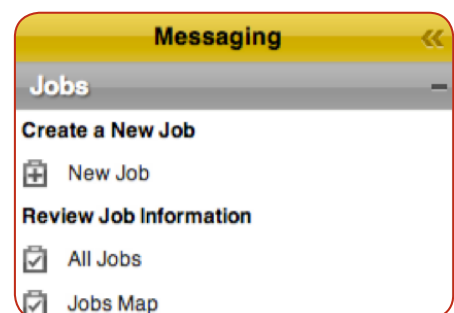 Messaging
Jobs
Create a New Job
New Job
Review Job Information
All Jobs
Jobs Map